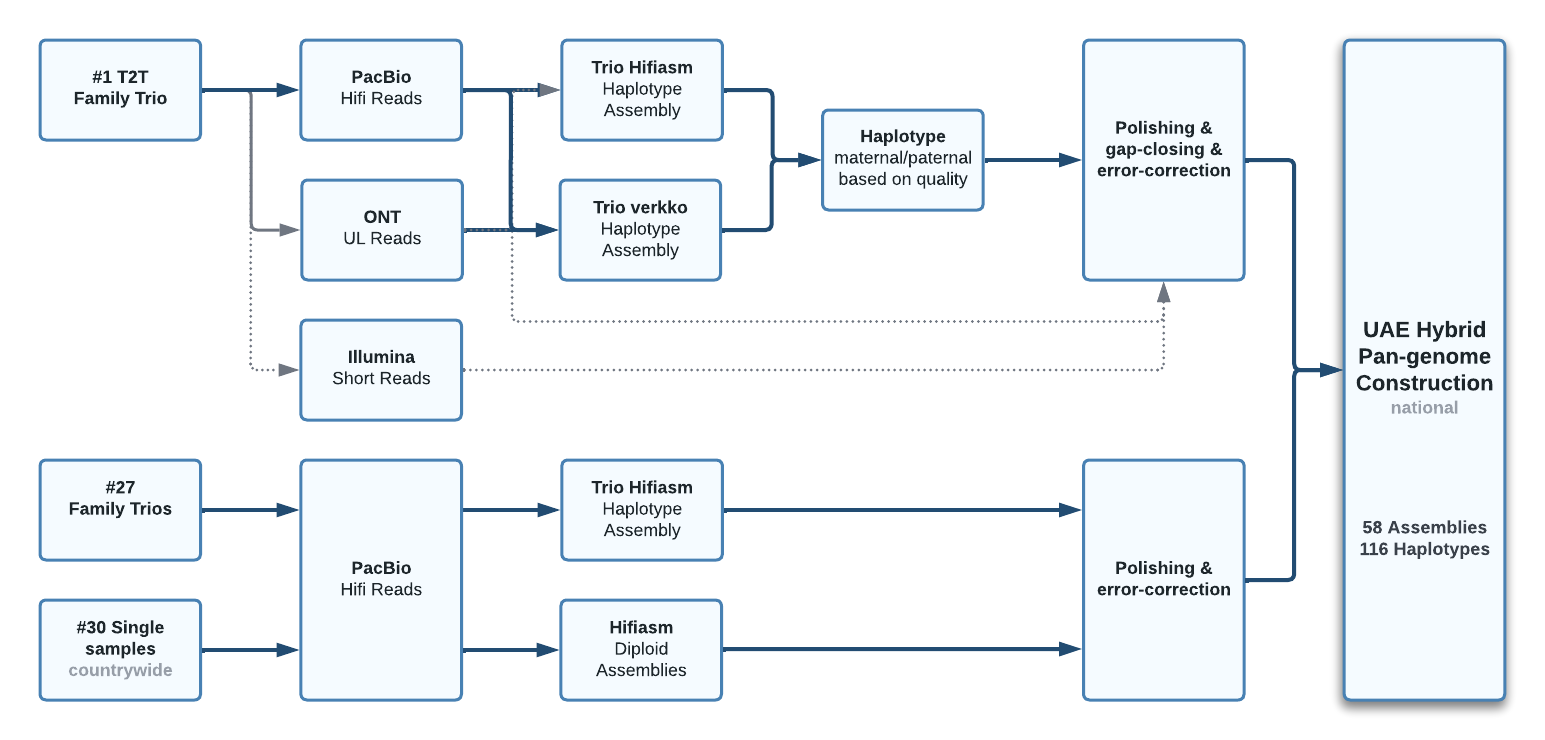 #1 T2T
Family Trio
PacBio
Hifi Reads
Trio Hifiasm
Haplotype
Assembly
ONT
UL Reads
Trio verkko
Haplotype
Assembly
Haplotype
maternal/paternal
based on quality
Polishing &
gap-closing &
error-correction
Illumina
Short Reads
#27
Family Trios
#30 Single
samples
countrywide
PacBio
Hifi Reads
Trio Hifiasm
Haplotype
Assembly
Hifiasm
Diploid
Assemblies
Polishing &
error-correction
UAE Hybrid
Pan-genome
Construction
national
58 Assemblies
116 Haplotypes